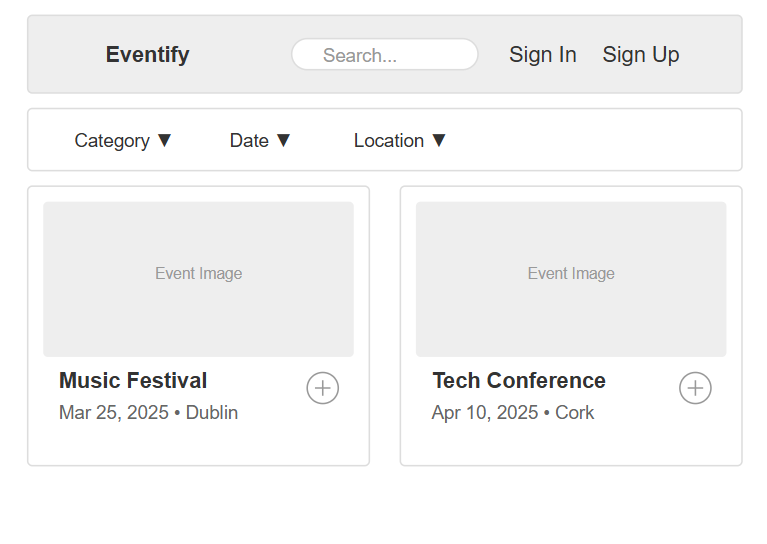 Eventify Search... Sign In Sign Up
Category ▼ Date ▼ Location ▼
Event Image Event Image
Music Festival Tech Conference
Mar 25, 2025 • Dublin Apr 10, 2025 • Cork